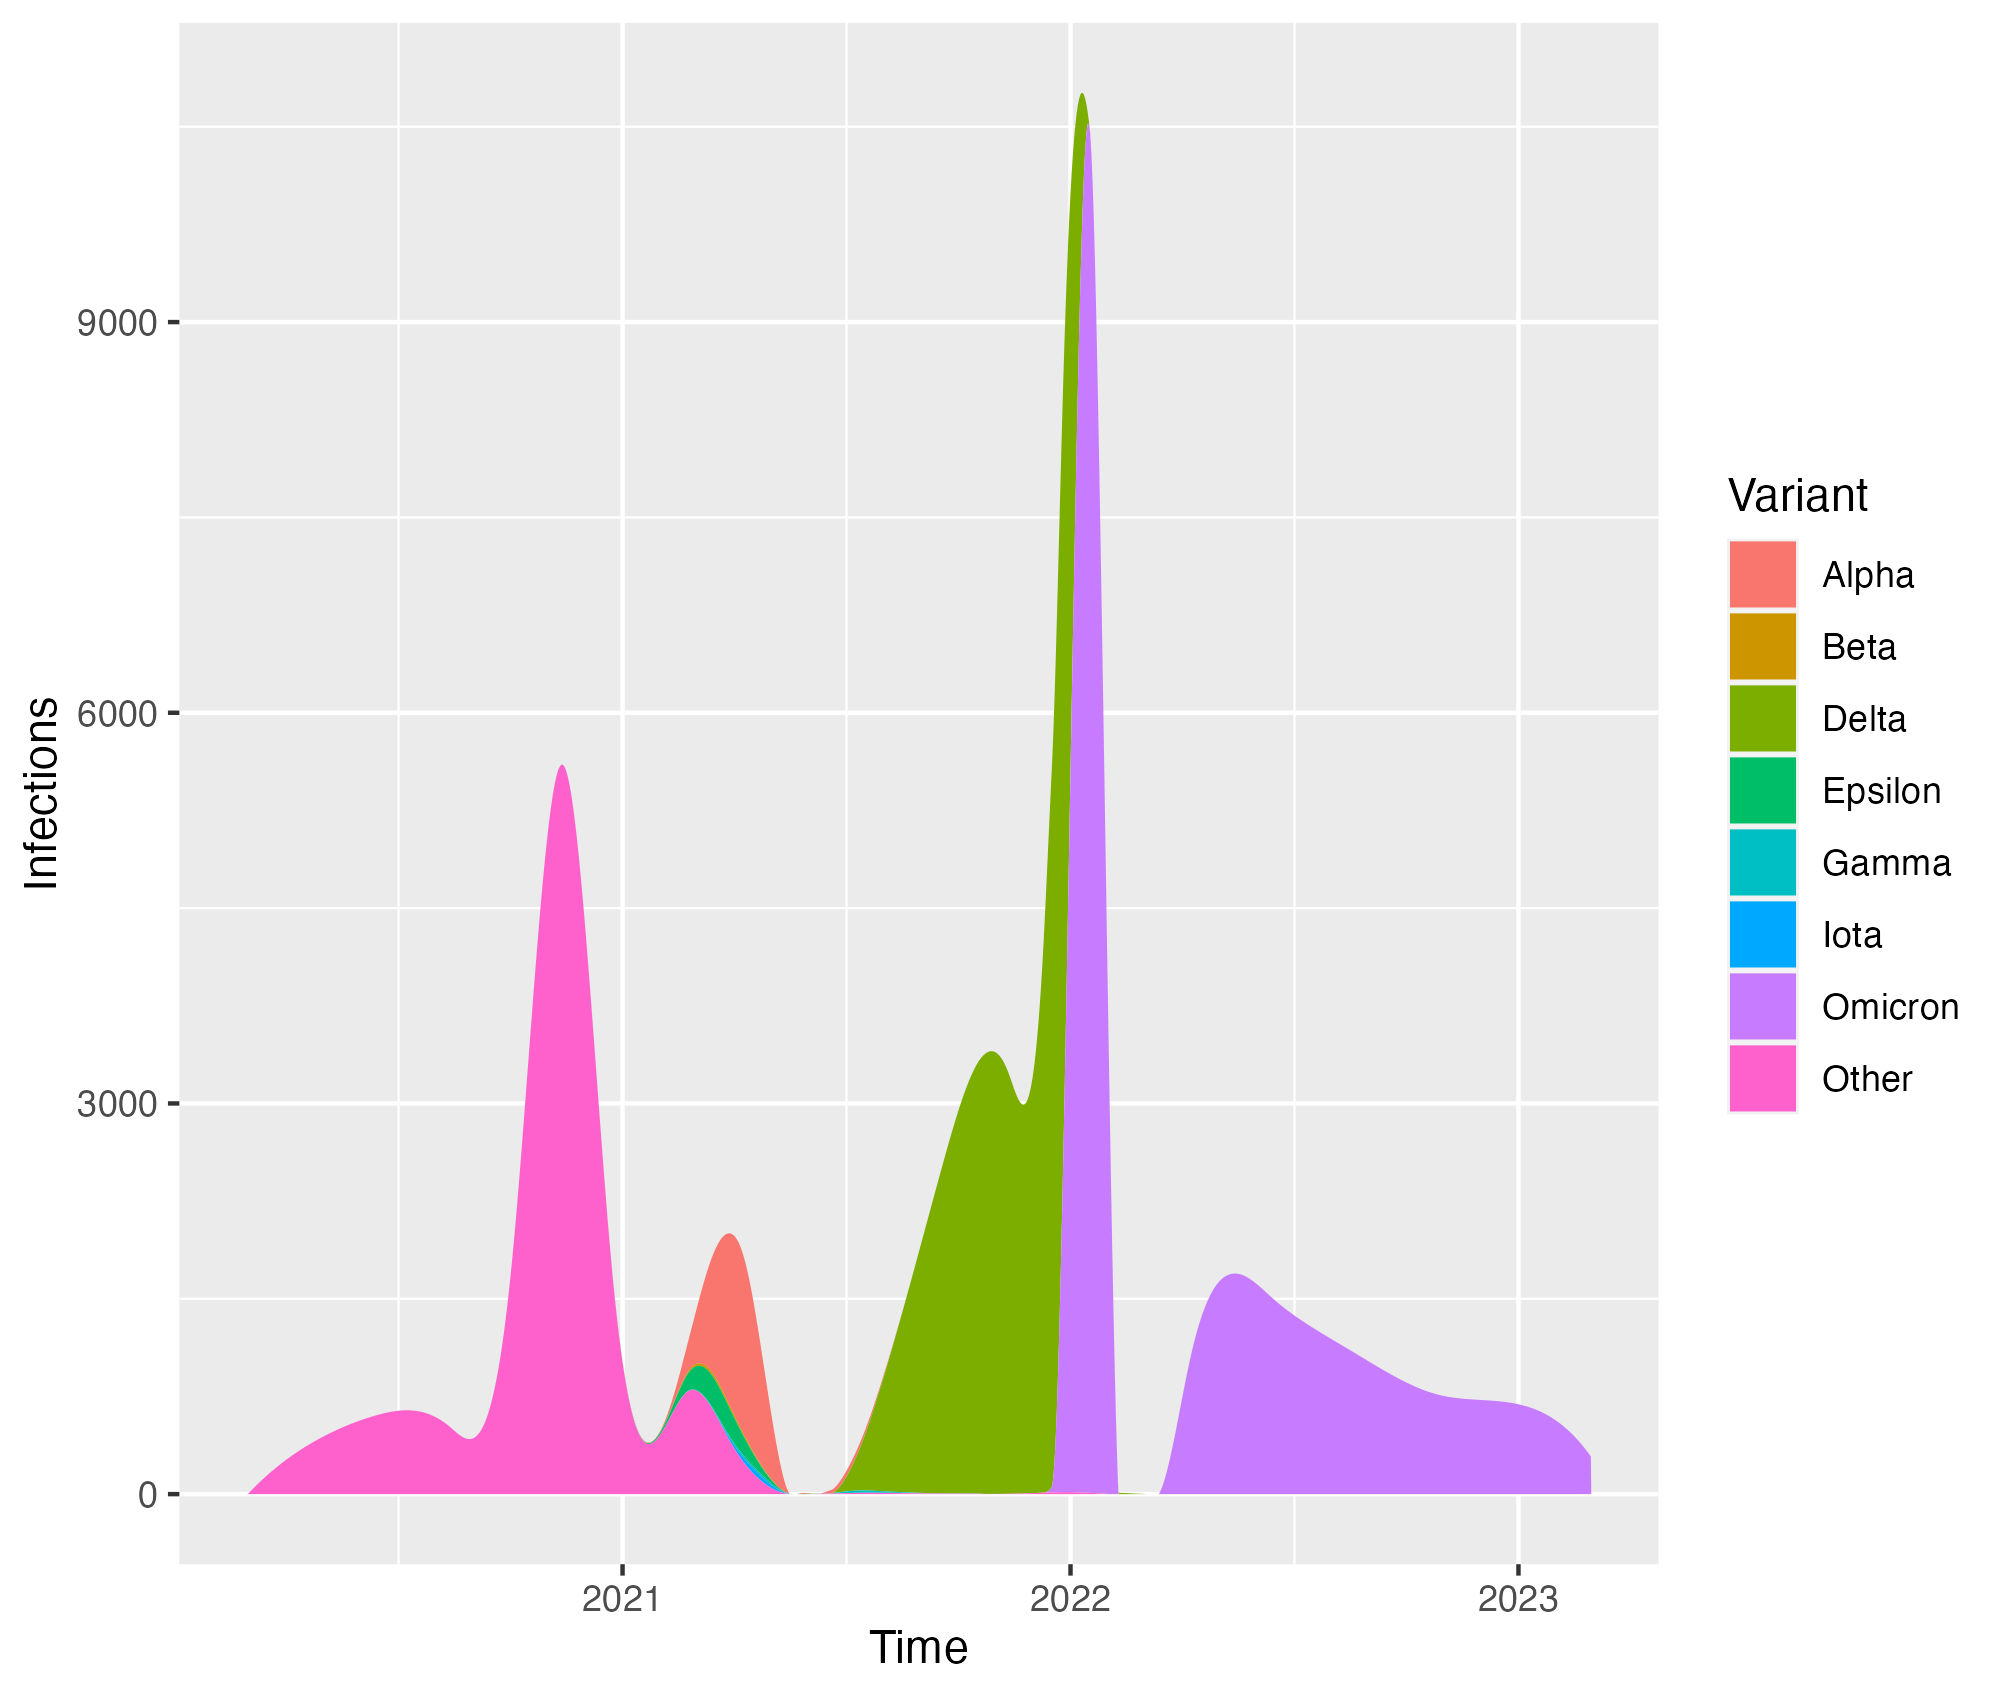 Infections
9000
6000
3000
0
2021
2022
2023
Time
Variant
Alpha
Beta
Delta
Epsilon
Gamma
Iota
Omicron
Other